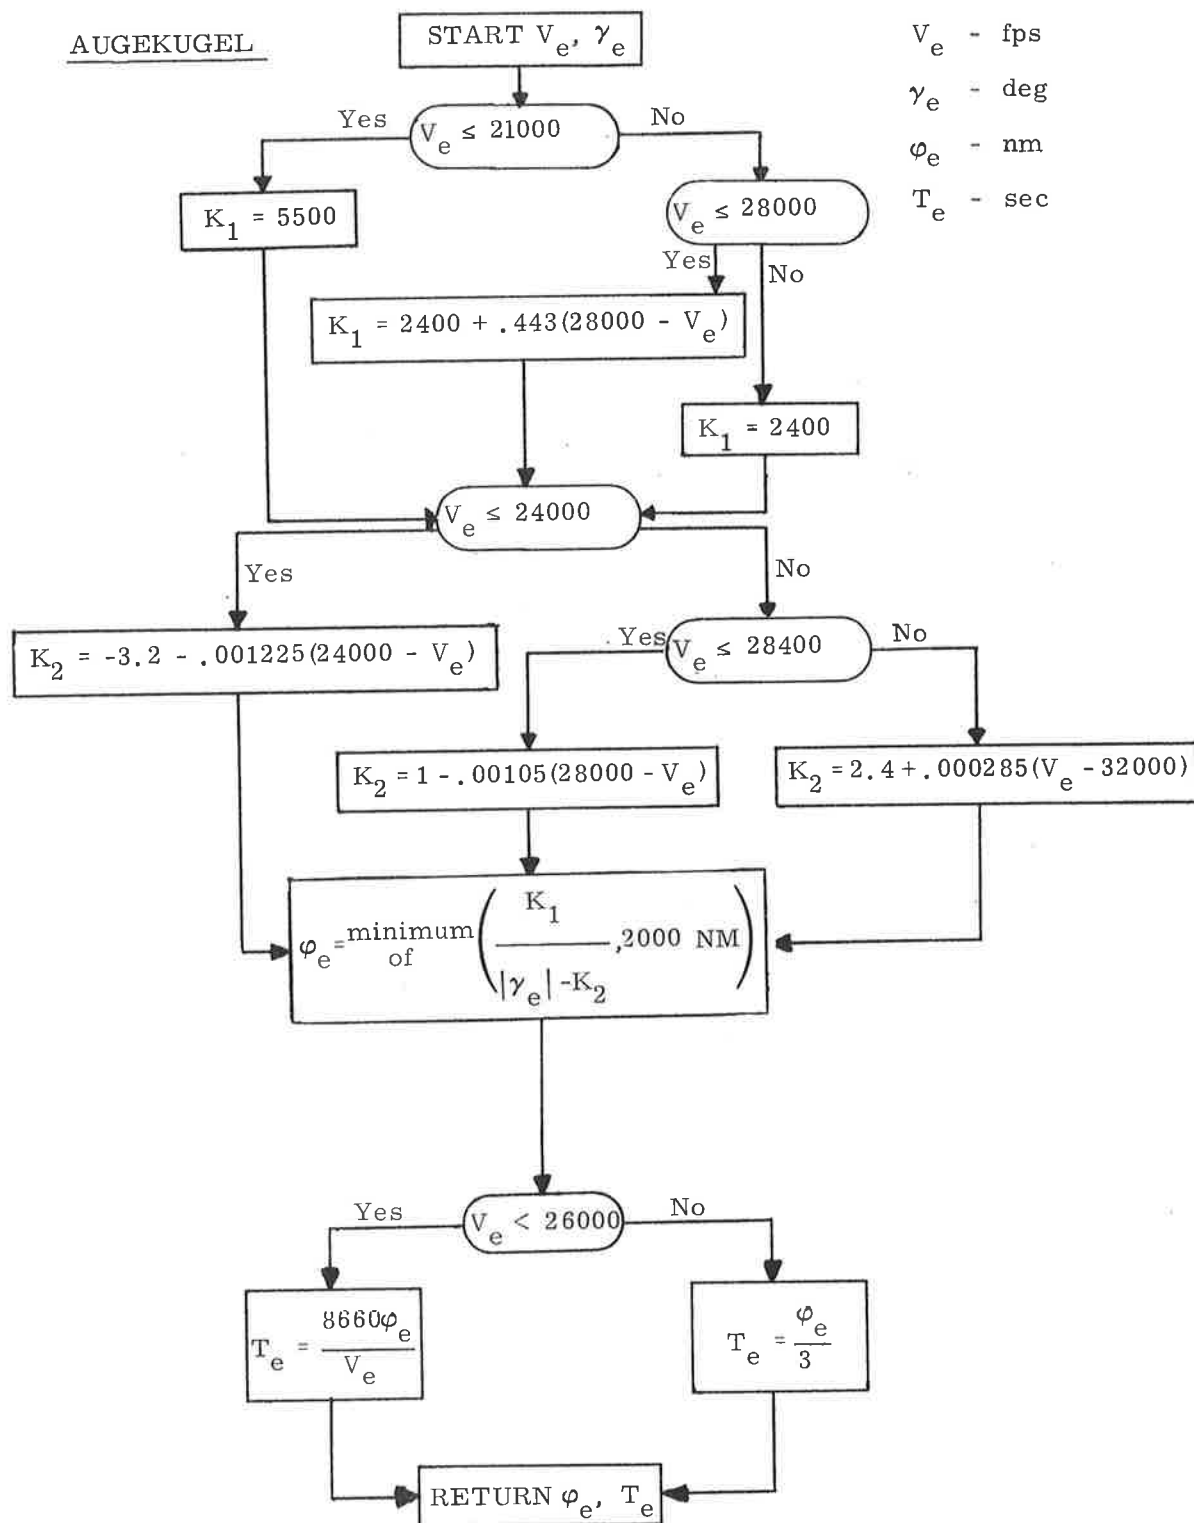 AUGEKUGEL
START V_e, γ_e
V_e - fps
γ_e - deg
φ_e - nm
T_e - sec
Yes
V_e ≤ 21000
No
K_1 = 5500
V_e ≤ 28000
Yes
No
K_1 = 2400 + .443(28000 - V_e)
K_1 = 2400
V_e ≤ 24000
Yes
No
K_2 = -3.2 - .001225(24000 - V_e)
Yes
V_e ≤ 28400
No
K_2 = 1 - .00105(28000 - V_e)
K_2 = 2.4 + .000285(V_e - 32000)
φ_e = minimum of (K_1 / |γ_e| - K_2, 2000 NM)
Yes
V_e < 26000
No
T_e = 8660φ_e / V_e
T_e = φ_e / 3
RETURN φ_e, T_e